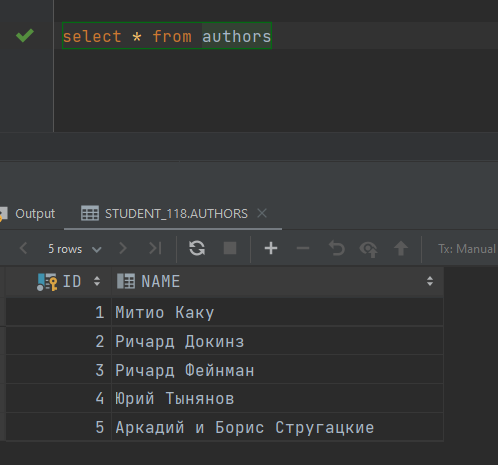 select * from authors
Output STUDENT_118.AUTHORS
5 rows Tx: Manual
ID NAME
1 Митио Каку
2 Ричард Докинз
3 Ричард Фейнман
4 Юрий Тынянов
5 Аркадий и Борис Стругацкие